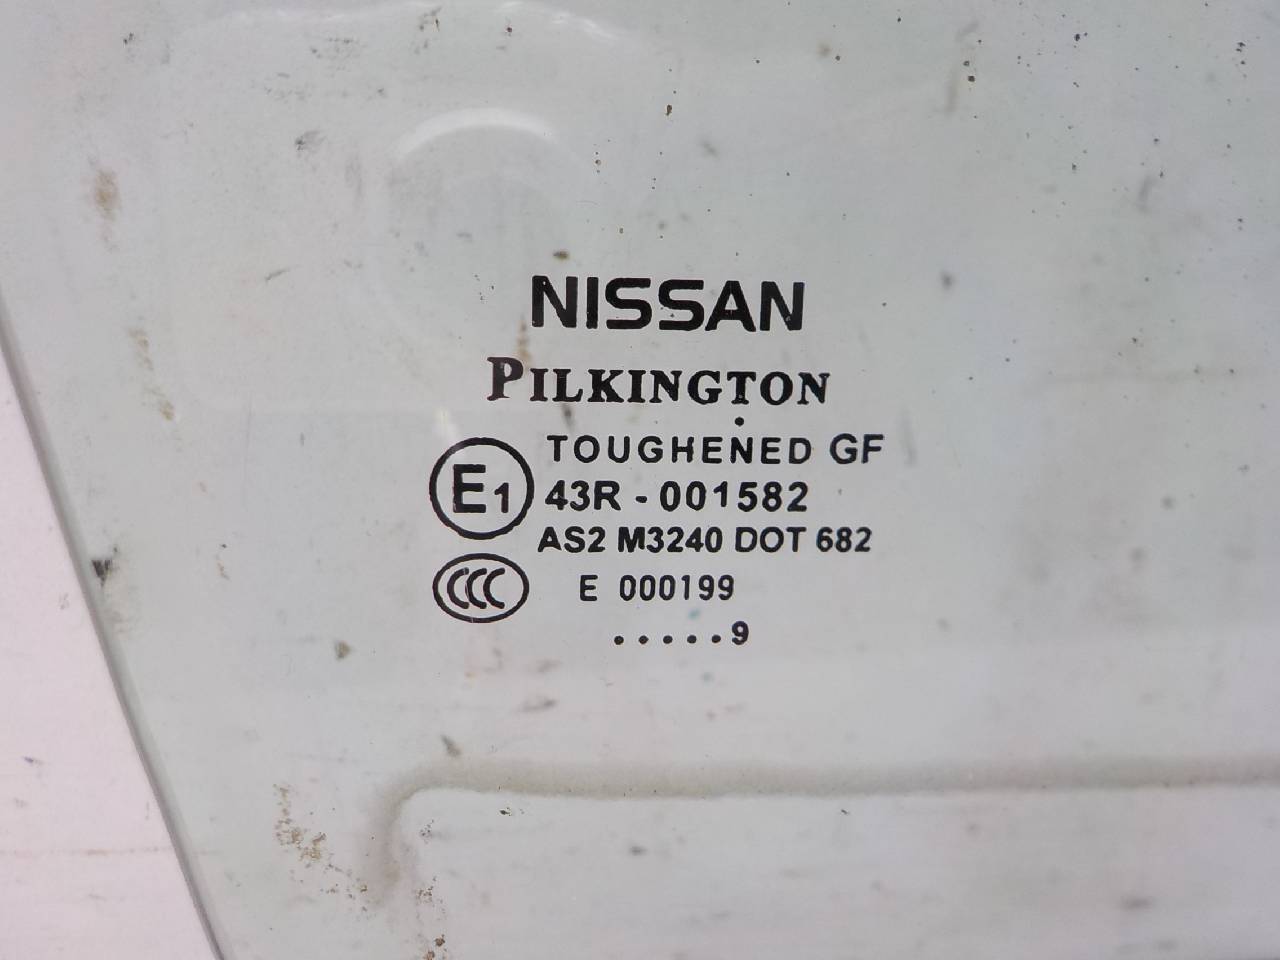 NISSAN
PILKINGTON
TOUGHENED GF
E1 43R - 001582
AS2 M3240 DOT 682
CCC E 000199
.....9